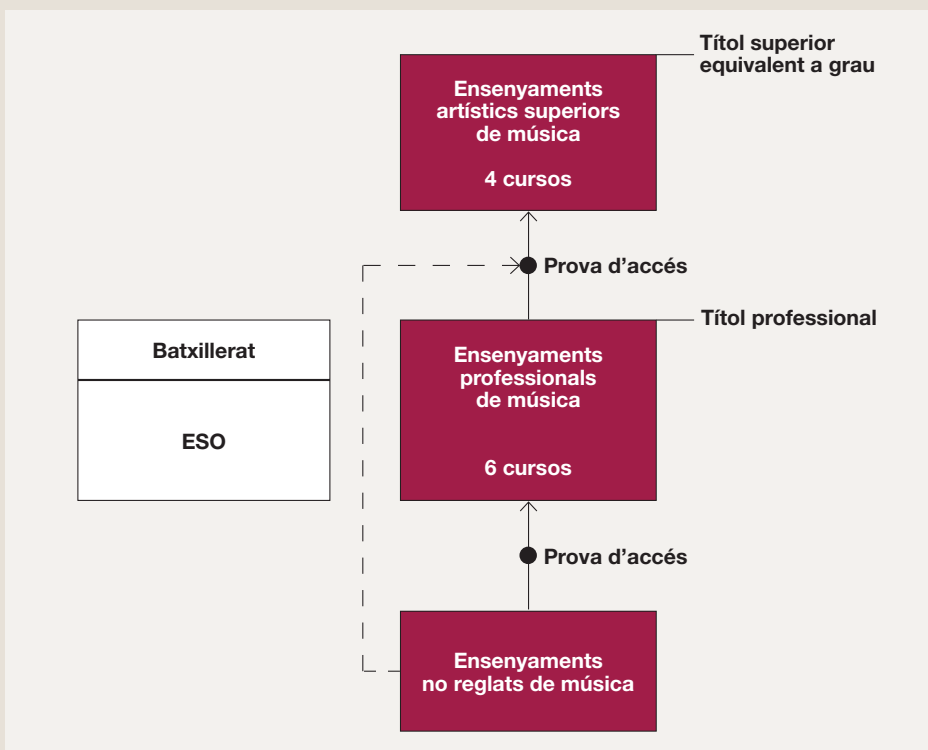 Títol superior
equivalent a grau
Ensenyaments
artístics superiors
de música
4 cursos
Prova d'accés
Títol professional
Batxillerat
ESO
Ensenyaments
professionals
de música
6 cursos
Prova d'accés
Ensenyaments
no reglats de música